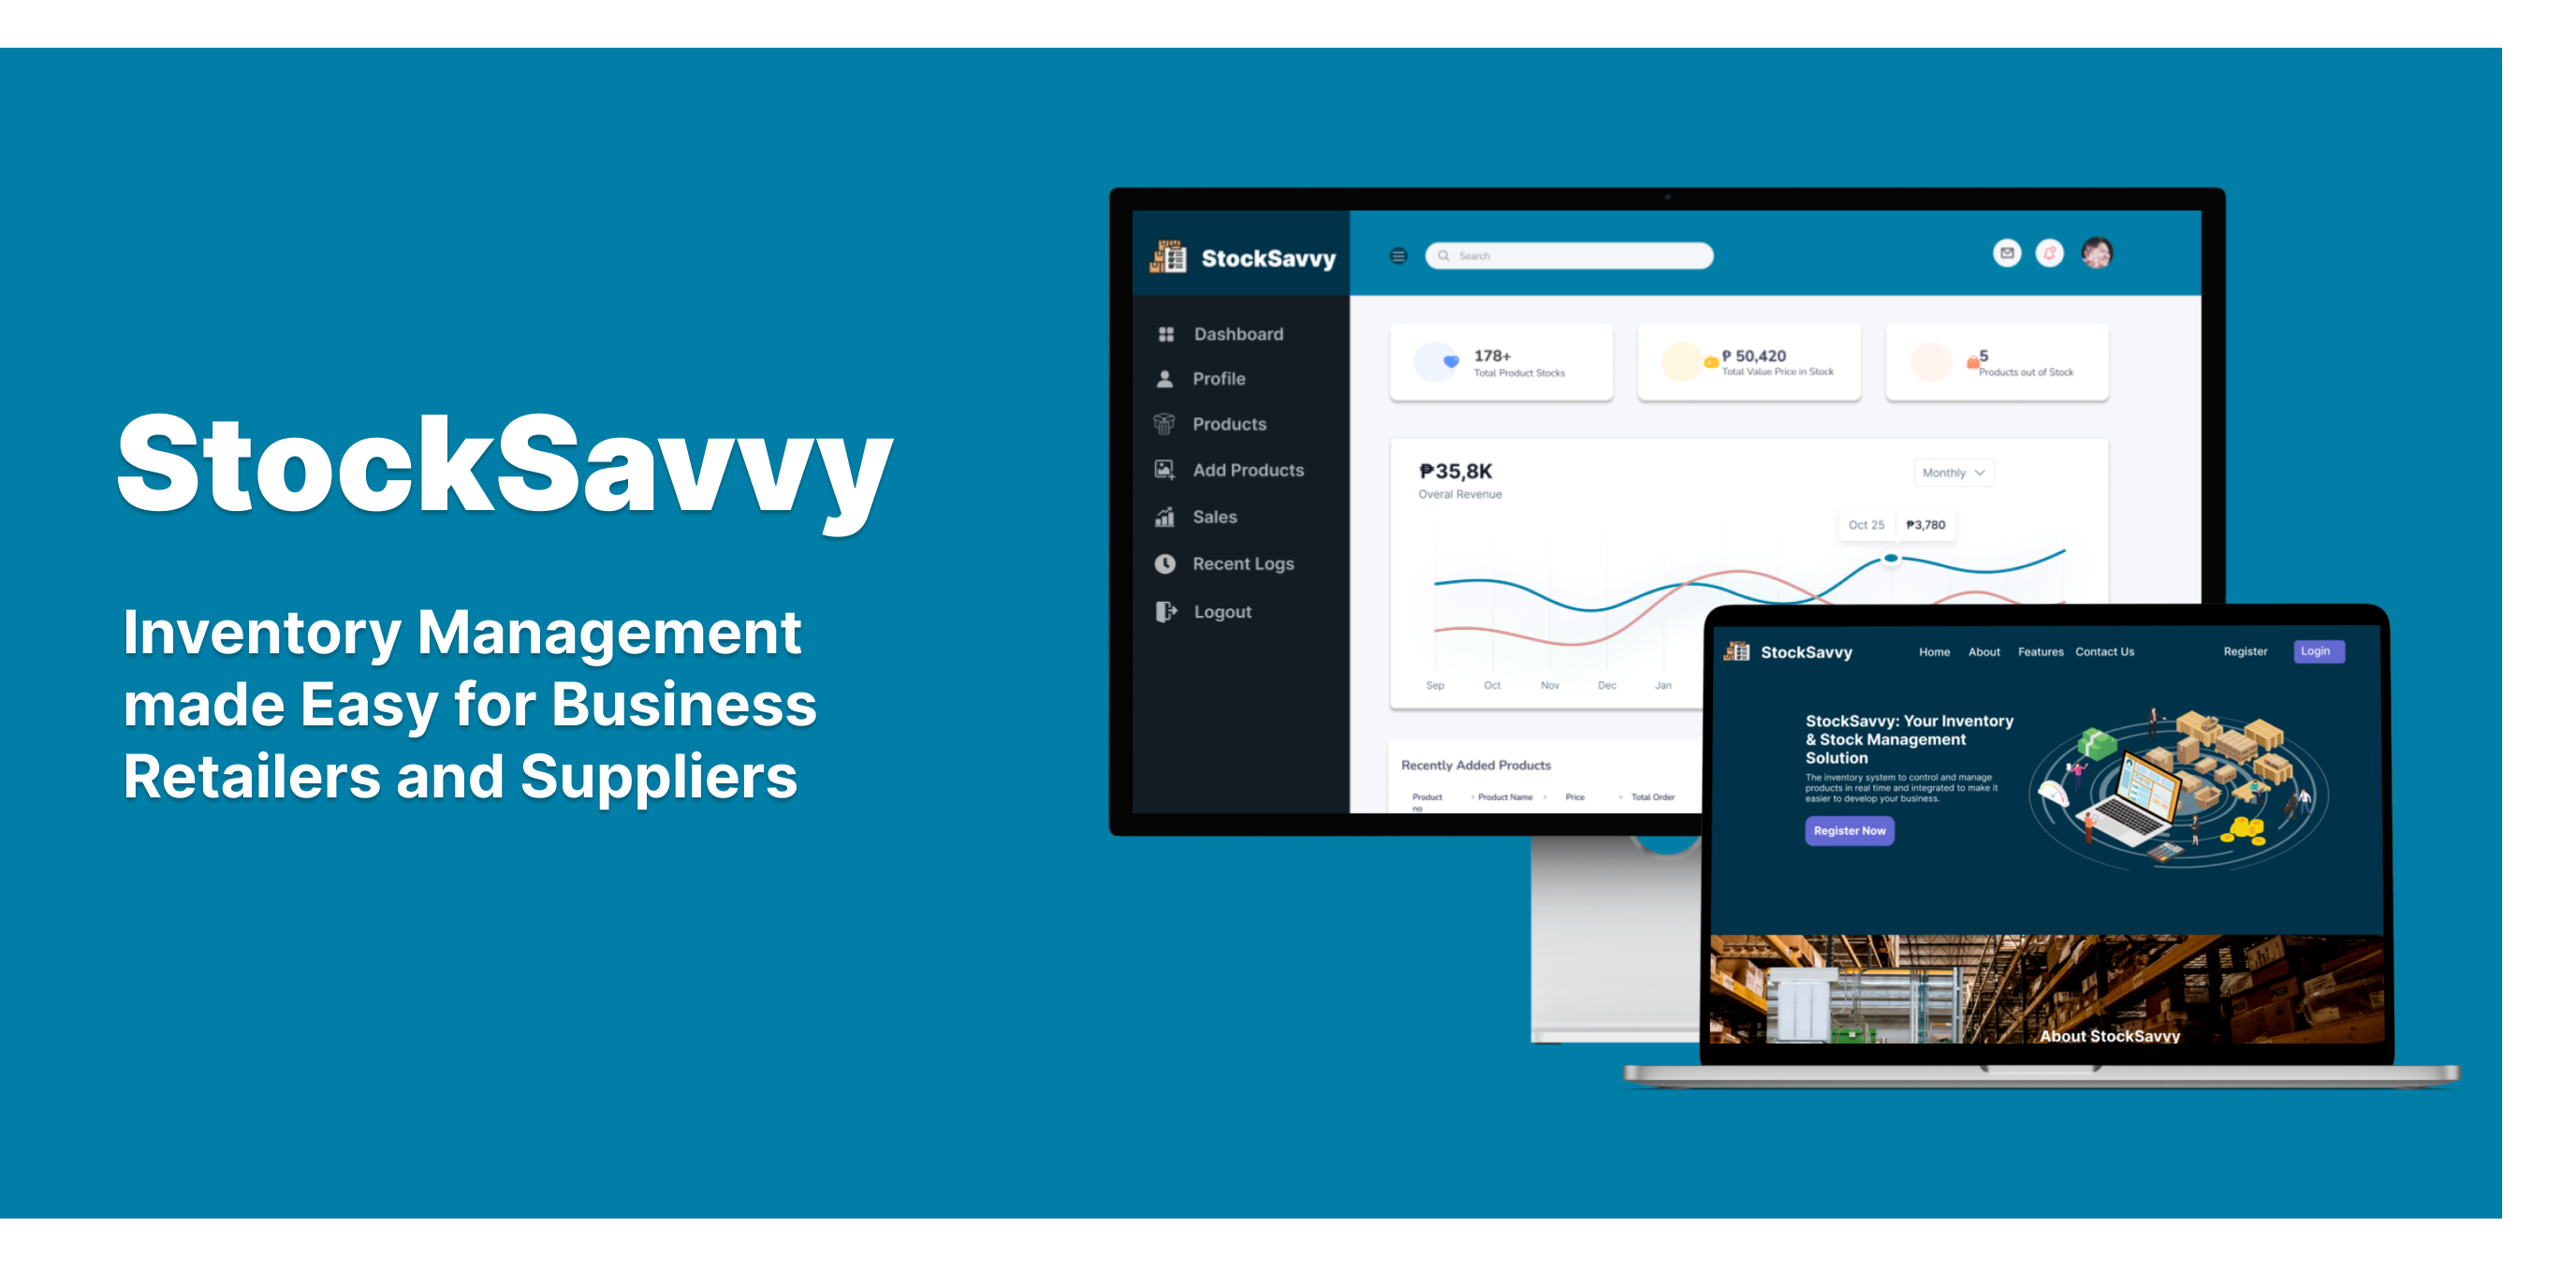 StockSavvy
Inventory Management
made Easy for Business
Retailers and Suppliers
StockSavvy
Search
Dashboard
Profile
Products
Add Products
Sales
Recent Logs
Logout
178+
Total Product Stocks
₱ 50,420
Total Value Price in Stock
5
Products out of Stock
₱35,8K
Overal Revenue
Monthly
Oct 25 ₱3,780
Sep Oct Nov Dec Jan
Recently Added Products
Product no Product Name Price Total Order
StockSavvy Home About Features Contact Us Register Login
StockSavvy: Your Inventory
& Stock Management
Solution
The inventory system to control and manage
products in real time and integrated to make it
easier to develop your business.
Register Now
About StockSavvy